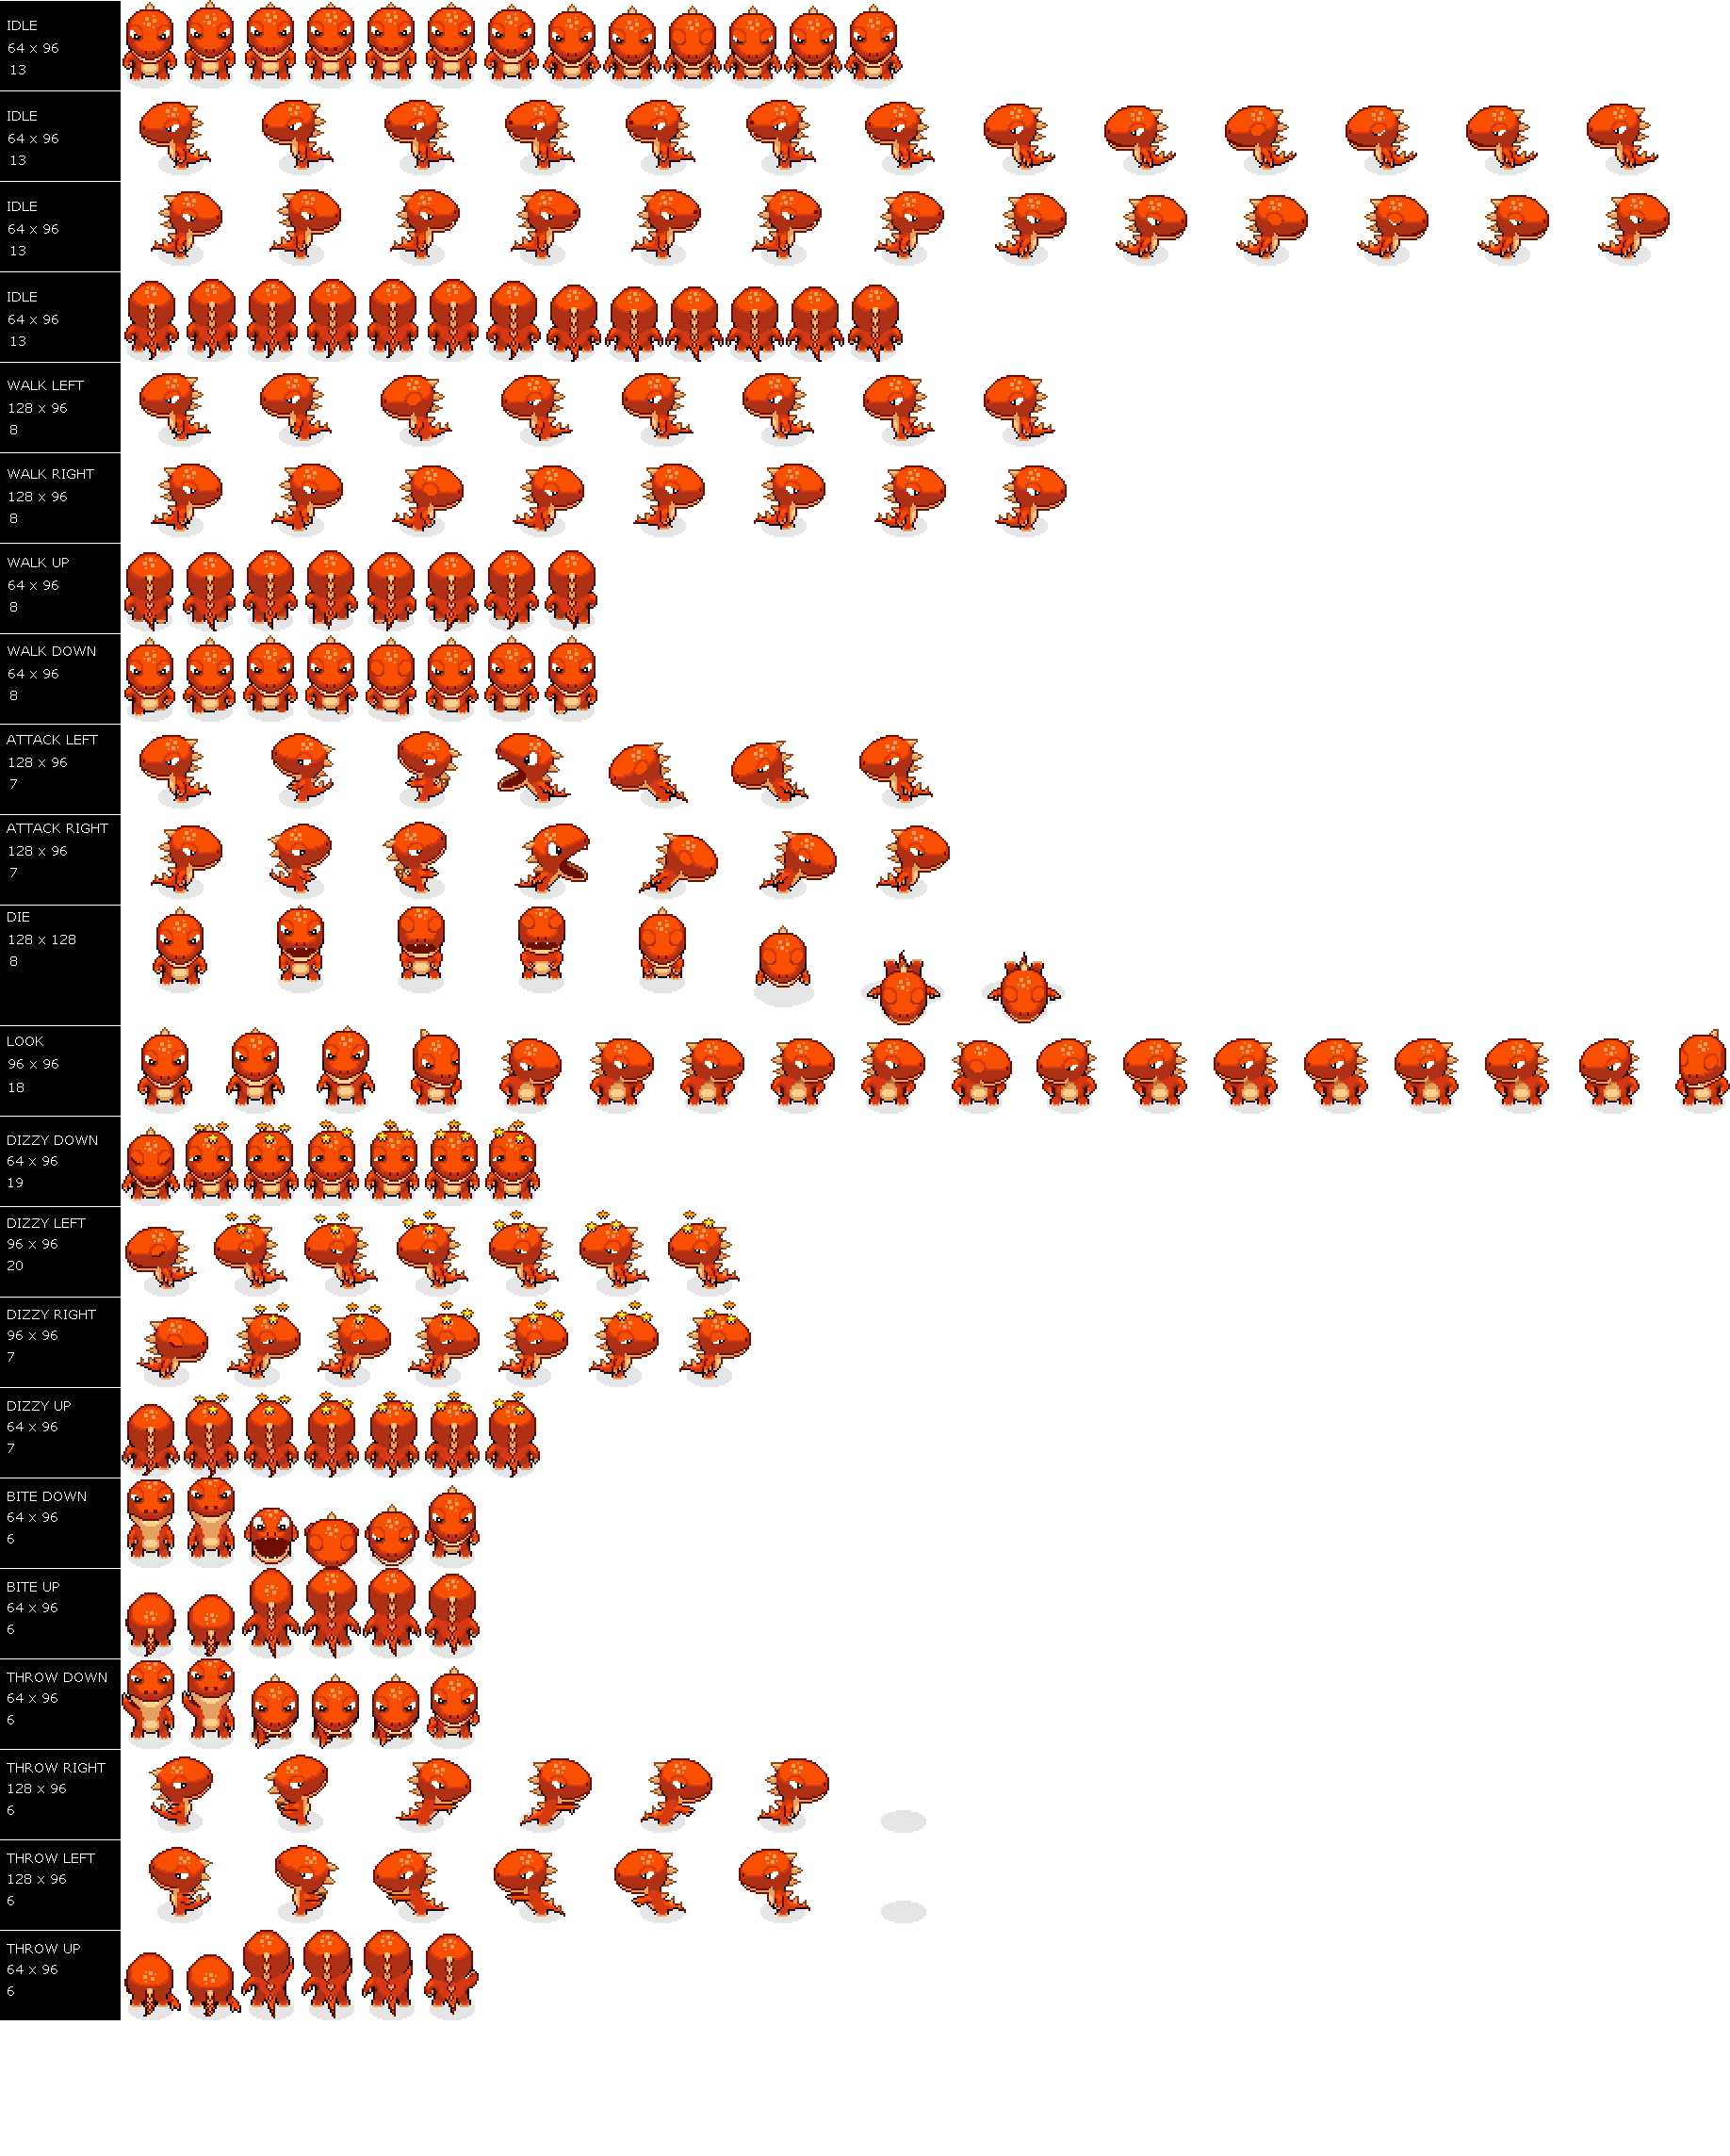 IDLE
64 x 96
13
IDLE
64 x 96
13
IDLE
64 x 96
13
IDLE
64 x 96
13
WALK LEFT
128 x 96
8
WALK RIGHT
128 x 96
8
WALK UP
64 x 96
8
WALK DOWN
64 x 96
8
ATTACK LEFT
128 x 96
7
ATTACK RIGHT
128 x 96
7
DIE
128 x 128
8
LOOK
96 x 96
18
DIZZY DOWN
64 x 96
19
DIZZY LEFT
96 x 96
20
DIZZY RIGHT
96 x 96
7
DIZZY UP
64 x 96
7
BITE DOWN
64 x 96
6
BITE UP
64 x 96
6
THROW DOWN
64 x 96
6
THROW RIGHT
128 x 96
6
THROW LEFT
128 x 96
6
THROW UP
64 x 96
6